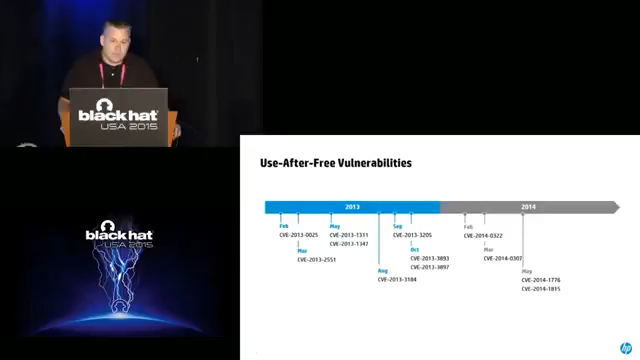 black hat
USA 2015
black hat
USA 2015
Use-After-Free Vulnerabilities
2013
2014
Feb
CVE-2013-0025
Mar
CVE-2013-2551
May
CVE-2013-1311
CVE-2013-1347
Aug
CVE-2013-3184
Sep
CVE-2013-3205
Oct
CVE-2013-3893
CVE-2013-3897
Feb
CVE-2014-0322
Mar
CVE-2014-0307
May
CVE-2014-1776
CVE-2014-1815
hp